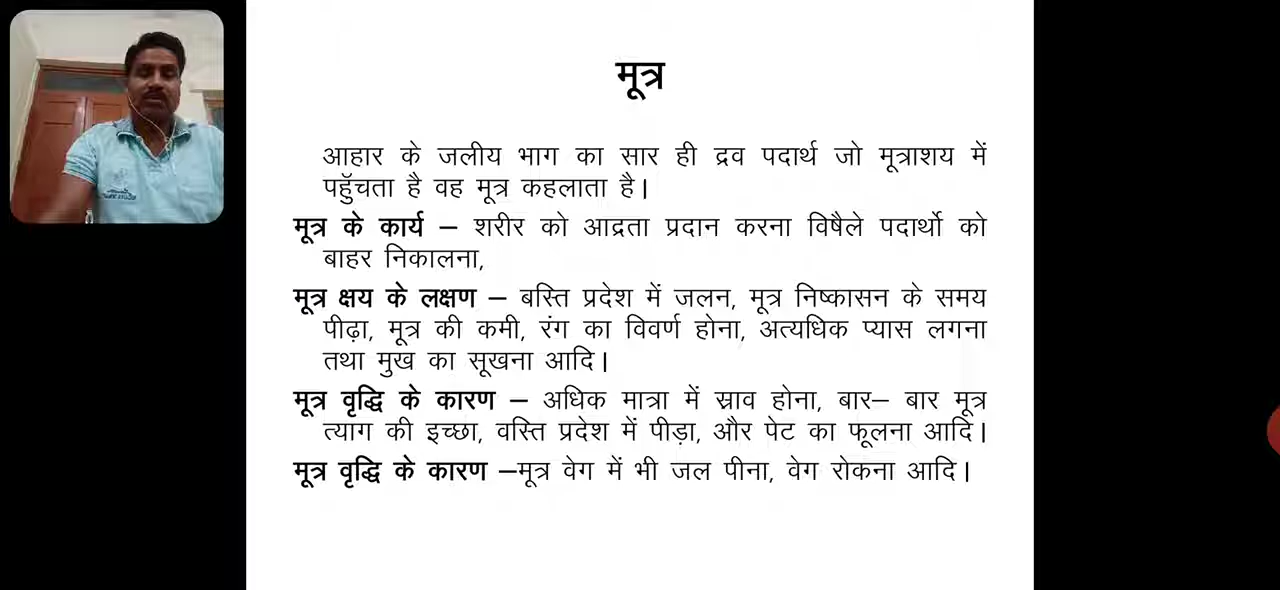 मूत्र
आहार के जलीय भाग का सार ही द्रव पदार्थ जो मूत्राशय में
पहुॅचता है वह मूत्र कहलाता है।
मूत्र के कार्य – शरीर को आद्रता प्रदान करना विषैले पदार्थो को
बाहर निकालना,
मूत्र क्षय के लक्षण – बस्ति प्रदेश में जलन, मूत्र निष्कासन के समय
पीढ़ा, मूत्र की कमी, रंग का विवर्ण होना, अत्यधिक प्यास लगना
तथा मुख का सूखना आदि।
मूत्र वृद्धि के कारण – अधिक मात्रा में स्राव होना, बार– बार मूत्र
त्याग की इच्छा, वस्ति प्रदेश में पीड़ा, और पेट का फूलना आदि।
मूत्र वृद्धि के कारण –मूत्र वेग में भी जल पीना, वेग रोकना आदि।